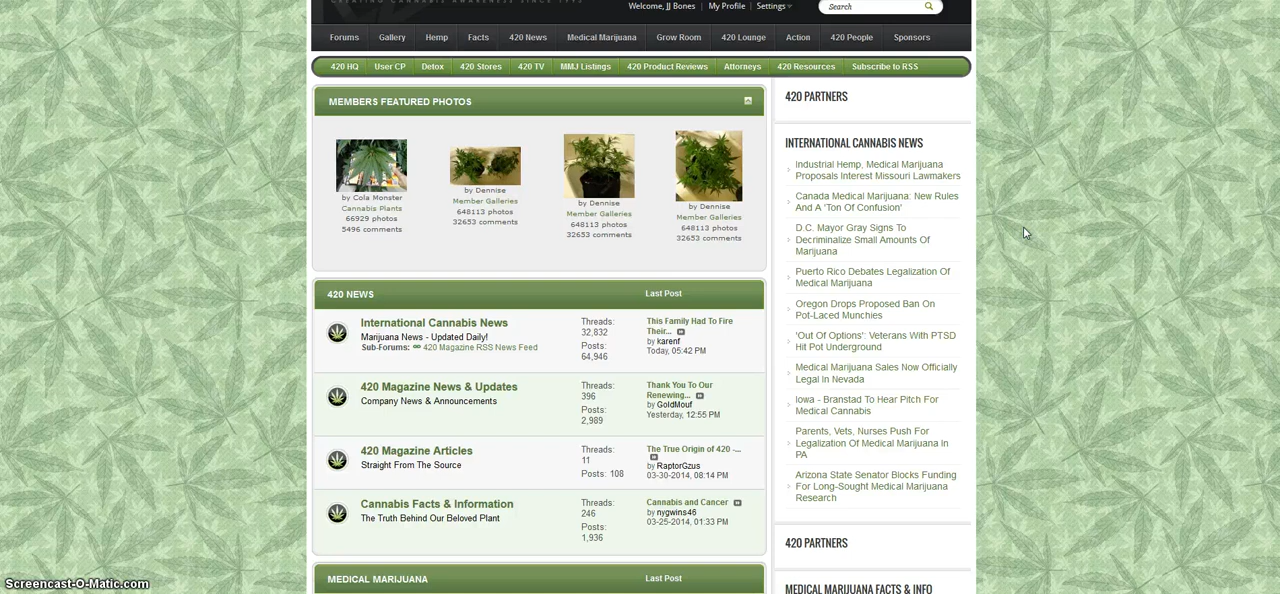 CREATING CANNABIS AWARENESS SINCE 1993
Welcome, JJ Bones | My Profile | Settings
Search
Forums Gallery Hemp Facts 420 News Medical Marijuana Grow Room 420 Lounge Action 420 People Sponsors
420 HQ User CP Detox 420 Stores 420 TV MMJ Listings 420 Product Reviews Attorneys 420 Resources Subscribe to RSS
MEMBERS FEATURED PHOTOS
by Cola Monster
Cannabis Plants
66929 photos
5496 comments
by Dennise
Member Galleries
648113 photos
32653 comments
by Dennise
Member Galleries
648113 photos
32653 comments
by Dennise
Member Galleries
648113 photos
32653 comments
420 NEWS Last Post
International Cannabis News
Marijuana News - Updated Daily!
Sub-Forums: 420 Magazine RSS News Feed
Threads:
32,832
Posts:
64,946
This Family Had To Fire
Their...
by karenf
Today, 05:42 PM
420 Magazine News & Updates
Company News & Announcements
Threads:
396
Posts:
2,989
Thank You To Our
Renewing...
by GoldMouf
Yesterday, 12:55 PM
420 Magazine Articles
Straight From The Source
Threads:
11
Posts: 108
The True Origin of 420 -...
by RaptorGzus
03-30-2014, 08:14 PM
Cannabis Facts & Information
The Truth Behind Our Beloved Plant
Threads:
246
Posts:
1,936
Cannabis and Cancer
by nygwins46
03-25-2014, 01:33 PM
MEDICAL MARIJUANA Last Post
420 PARTNERS
INTERNATIONAL CANNABIS NEWS
Industrial Hemp, Medical Marijuana
Proposals Interest Missouri Lawmakers
Canada Medical Marijuana: New Rules
And A 'Ton Of Confusion'
D.C. Mayor Gray Signs To
Decriminalize Small Amounts Of
Marijuana
Puerto Rico Debates Legalization Of
Medical Marijuana
Oregon Drops Proposed Ban On
Pot-Laced Munchies
'Out Of Options': Veterans With PTSD
Hit Pot Underground
Medical Marijuana Sales Now Officially
Legal In Nevada
Iowa - Branstad To Hear Pitch For
Medical Cannabis
Parents, Vets, Nurses Push For
Legalization Of Medical Marijuana In
PA
Arizona State Senator Blocks Funding
For Long-Sought Medical Marijuana
Research
420 PARTNERS
MEDICAL MARIJUANA FACTS & INFO
Screencast-O-Matic.com